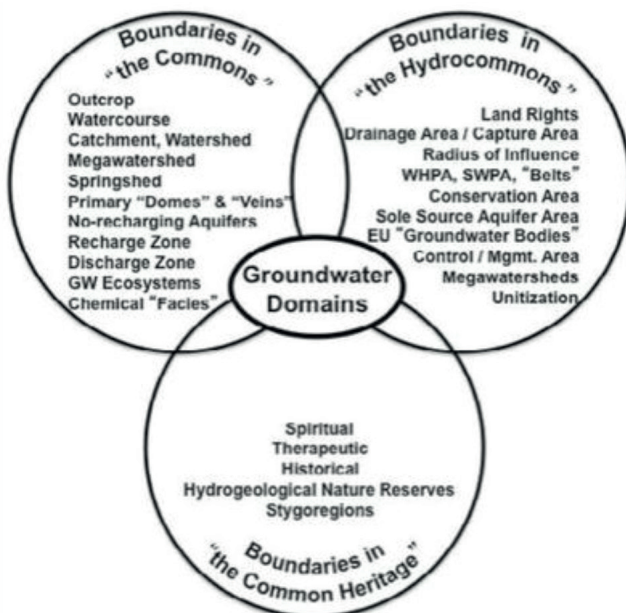 Boundaries in
"the Commons"
Outcrop
Watercourse
Catchment, Watershed
Megawatershed
Springshed
Primary "Domes" & "Veins"
No-recharging Aquifers
Recharge Zone
Discharge Zone
GW Ecosystems
Chemical "Facies"
Boundaries in
"the Hydrocommons"
Land Rights
Drainage Area / Capture Area
Radius of Influence
WHPA, SWPA, "Belts"
Conservation Area
Sole Source Aquifer Area
EU "Groundwater Bodies"
Control / Mgmt. Area
Megawatersheds
Unitization
Groundwater
Domains
Spiritual
Therapeutic
Historical
Hydrogeological Nature Reserves
Stygoregions
Boundaries in
"the Common Heritage"